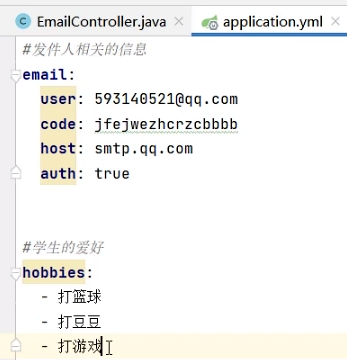 EmailController.java application.yml
#发件人相关的信息
email:
user: 593140521@qq.com
code: jfejwezhcrzcbbbb
host: smtp.qq.com
auth: true
#学生的爱好
hobbies:
- 打篮球
- 打豆豆
- 打游戏